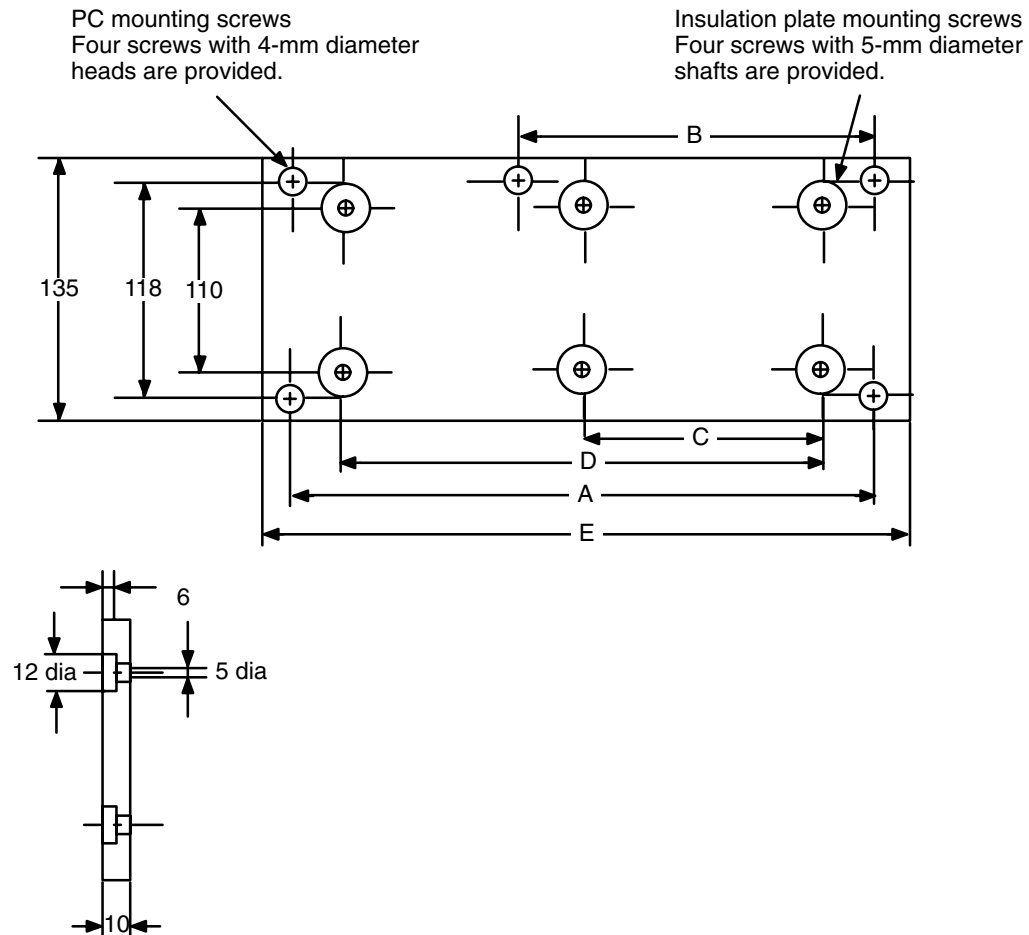 PC mounting screws
Four screws with 4-mm diameter
heads are provided.
Insulation plate mounting screws
Four screws with 5-mm diameter
shafts are provided.
B
135
118
110
C
D
A
E
6
12 dia
5 dia
10